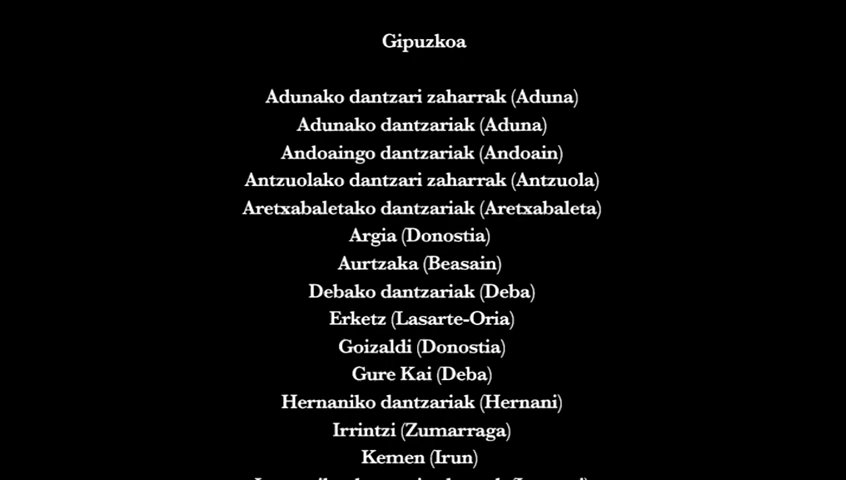 Gipuzkoa
Adunako dantzari zaharrak (Aduna)
Adunako dantzariak (Aduna)
Andoaingo dantzariak (Andoain)
Antzuolako dantzari zaharrak (Antzuola)
Aretxabaletako dantzariak (Aretxabaleta)
Argia (Donostia)
Aurtzaka (Beasain)
Debako dantzariak (Deba)
Erketz (Lasarte-Oria)
Goizaldi (Donostia)
Gure Kai (Deba)
Hernaniko dantzariak (Hernani)
Irrintzi (Zumarraga)
Kemen (Irun)